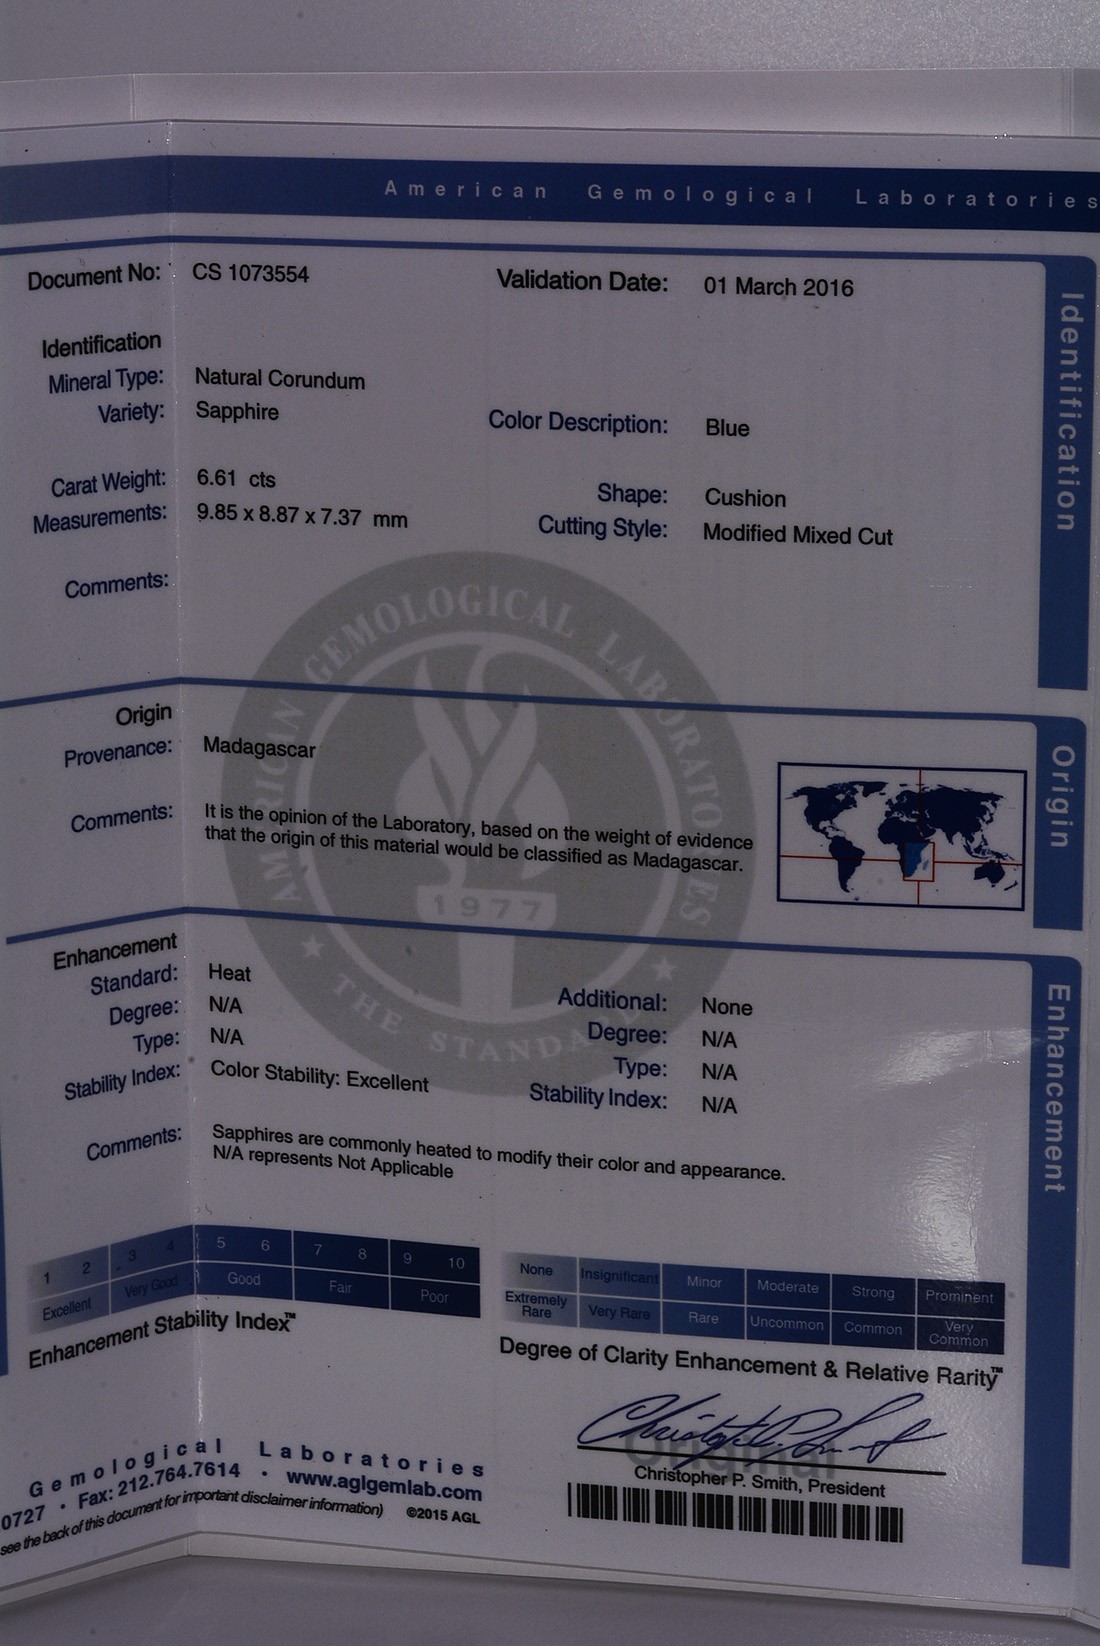 American Gemological Laboratories
Document No: CS 1073554 Validation Date: 01 March 2016
Identification
Mineral Type: Natural Corundum
Variety: Sapphire Color Description: Blue
Carat Weight: 6.61 cts Shape: Cushion
Measurements: 9.85 x 8.87 x 7.37 mm Cutting Style: Modified Mixed Cut
Comments:
Identification
AMERICAN GEMOLOGICAL LABORATORIES
1977
THE STANDARD
Origin
Provenance: Madagascar
Comments: It is the opinion of the Laboratory, based on the weight of evidence
that the origin of this material would be classified as Madagascar.
Origin
Enhancement
Standard: Heat Additional: None
Degree: N/A Degree: N/A
Type: N/A Type: N/A
Stability Index: Color Stability: Excellent Stability Index: N/A
Comments: Sapphires are commonly heated to modify their color and appearance.
N/A represents Not Applicable
Enhancement
1 2 3 4 5 6 7 8 9 10
Excellent Very Good Good Fair Poor
Enhancement Stability Index™
None Insignificant Minor Moderate Strong Prominent
Extremely Rare Very Rare Rare Uncommon Common Very Common
Degree of Clarity Enhancement & Relative Rarity™
Original
Christopher P. Smith, President
Gemological Laboratories
0727 • Fax: 212.764.7614 • www.aglgemlab.com
see the back of this document for important disclaimer information) ©2015 AGL